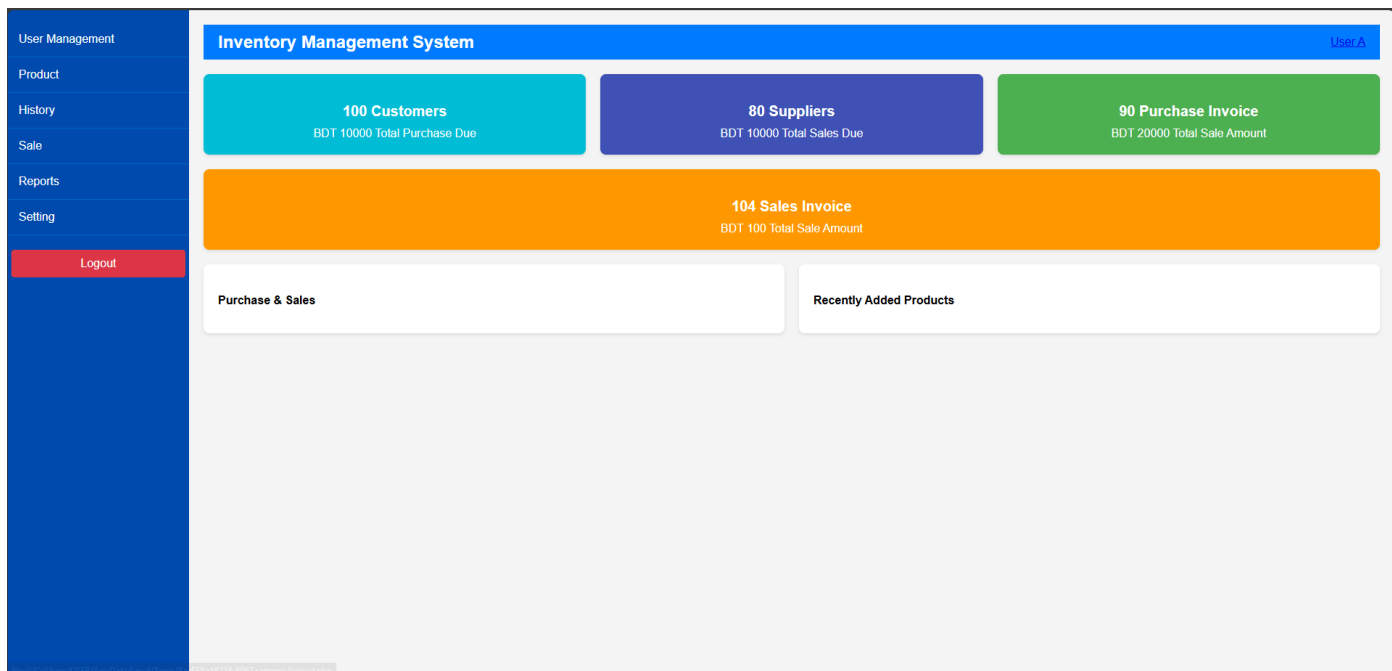 User Management
Product
History
Sale
Reports
Setting
Logout
Inventory Management System
User A
100 Customers
BDT 10000 Total Purchase Due
80 Suppliers
BDT 10000 Total Sales Due
90 Purchase Invoice
BDT 20000 Total Sale Amount
104 Sales Invoice
BDT 100 Total Sale Amount
Purchase & Sales
Recently Added Products